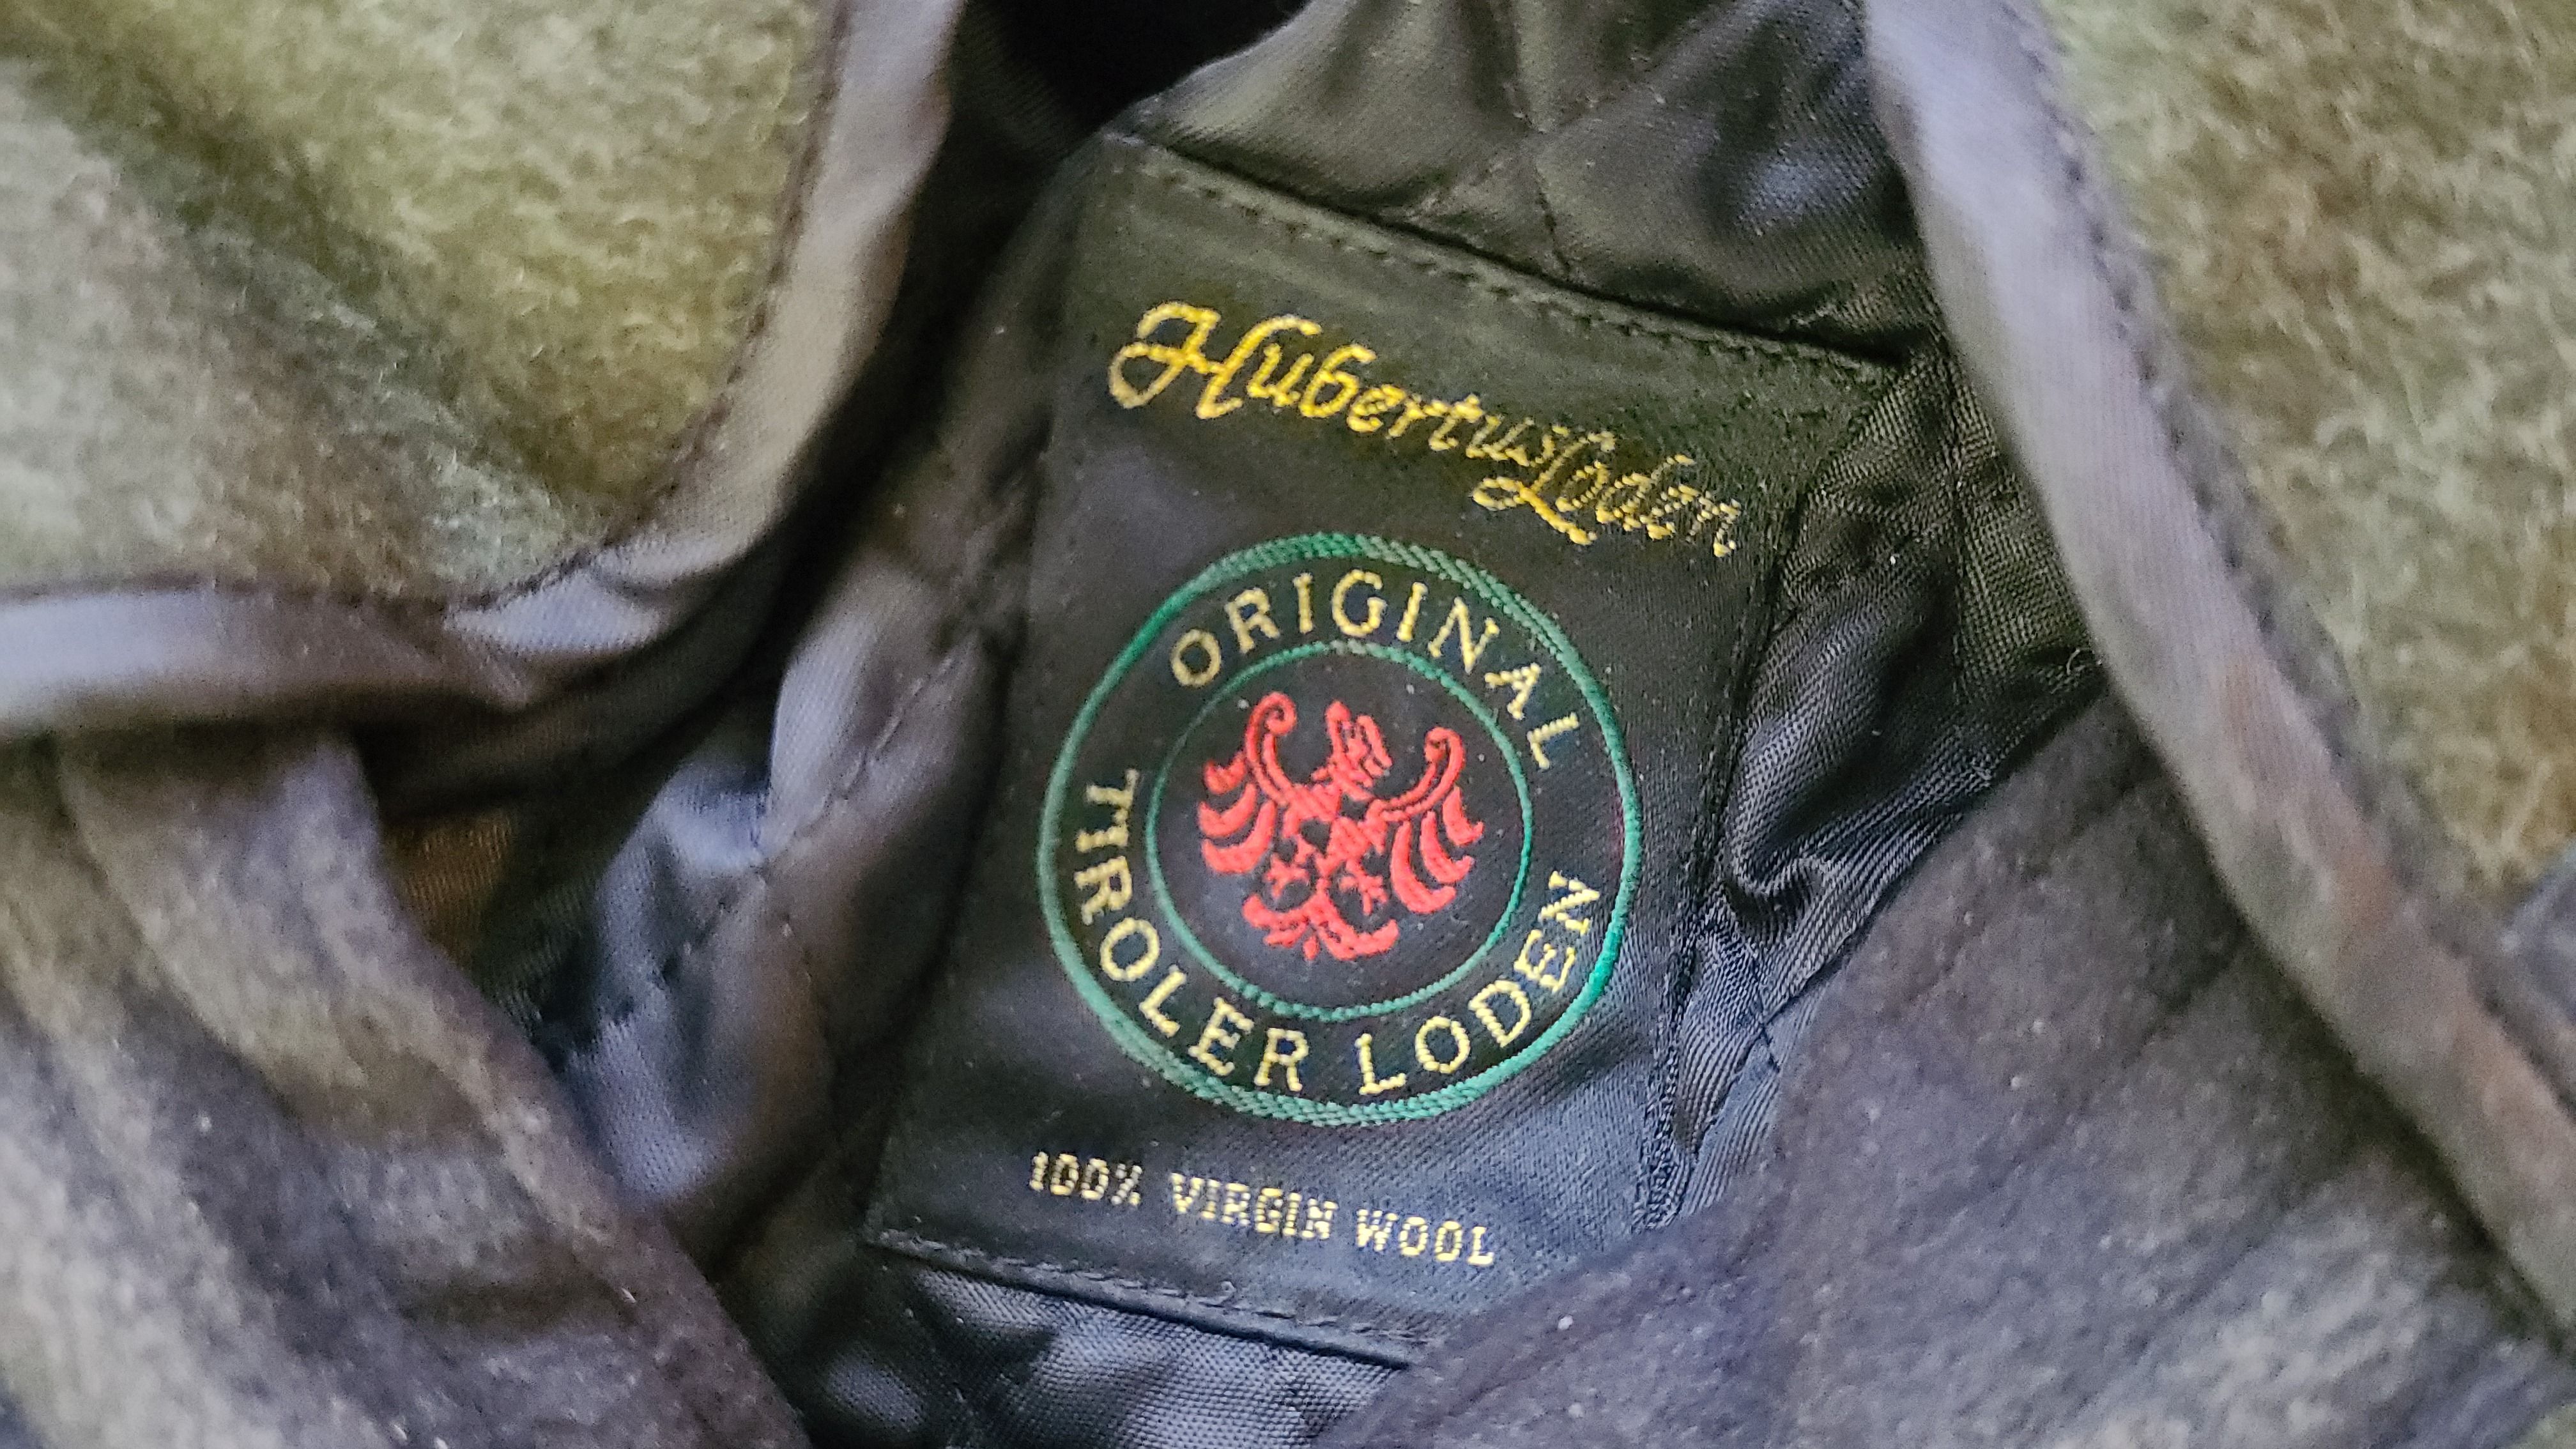 HubertusLoden
ORIGINAL
TIROLER LODEN
100% VIRGIN WOOL